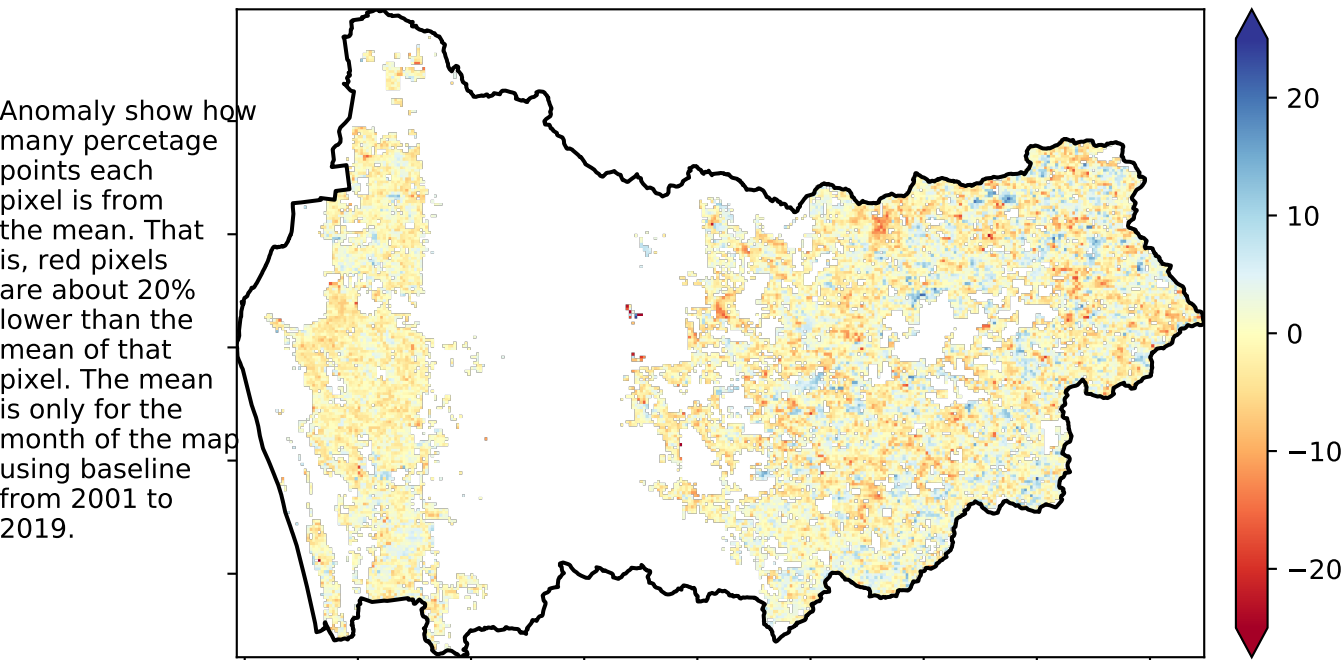 Anomaly show how
many percetage
points each
pixel is from
the mean. That
is, red pixels
are about 20%
lower than the
mean of that
pixel. The mean
is only for the
month of the map
using baseline
from 2001 to
2019.
20
10
0
−10
−20